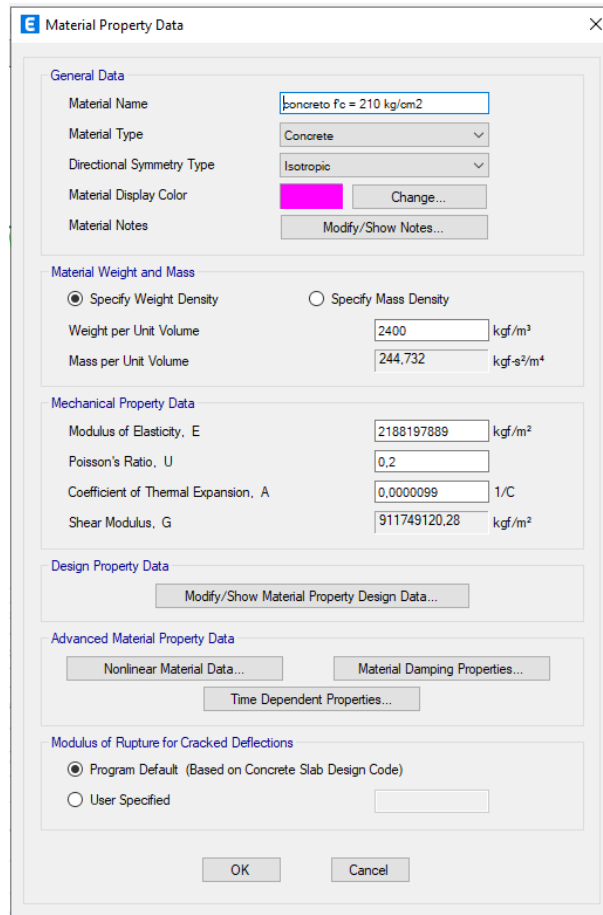 E Material Property Data
General Data
Material Name concreto f'c = 210 kg/cm2
Material Type Concrete
Directional Symmetry Type Isotropic
Material Display Color Change...
Material Notes Modify/Show Notes...
Material Weight and Mass
Specify Weight Density Specify Mass Density
Weight per Unit Volume 2400 kgf/m³
Mass per Unit Volume 244,732 kgf-s²/m⁴
Mechanical Property Data
Modulus of Elasticity, E 2188197889 kgf/m²
Poisson's Ratio, U 0,2
Coefficient of Thermal Expansion, A 0,0000099 1/C
Shear Modulus, G 911749120,28 kgf/m²
Design Property Data
Modify/Show Material Property Design Data...
Advanced Material Property Data
Nonlinear Material Data... Material Damping Properties...
Time Dependent Properties...
Modulus of Rupture for Cracked Deflections
Program Default (Based on Concrete Slab Design Code)
User Specified
OK Cancel